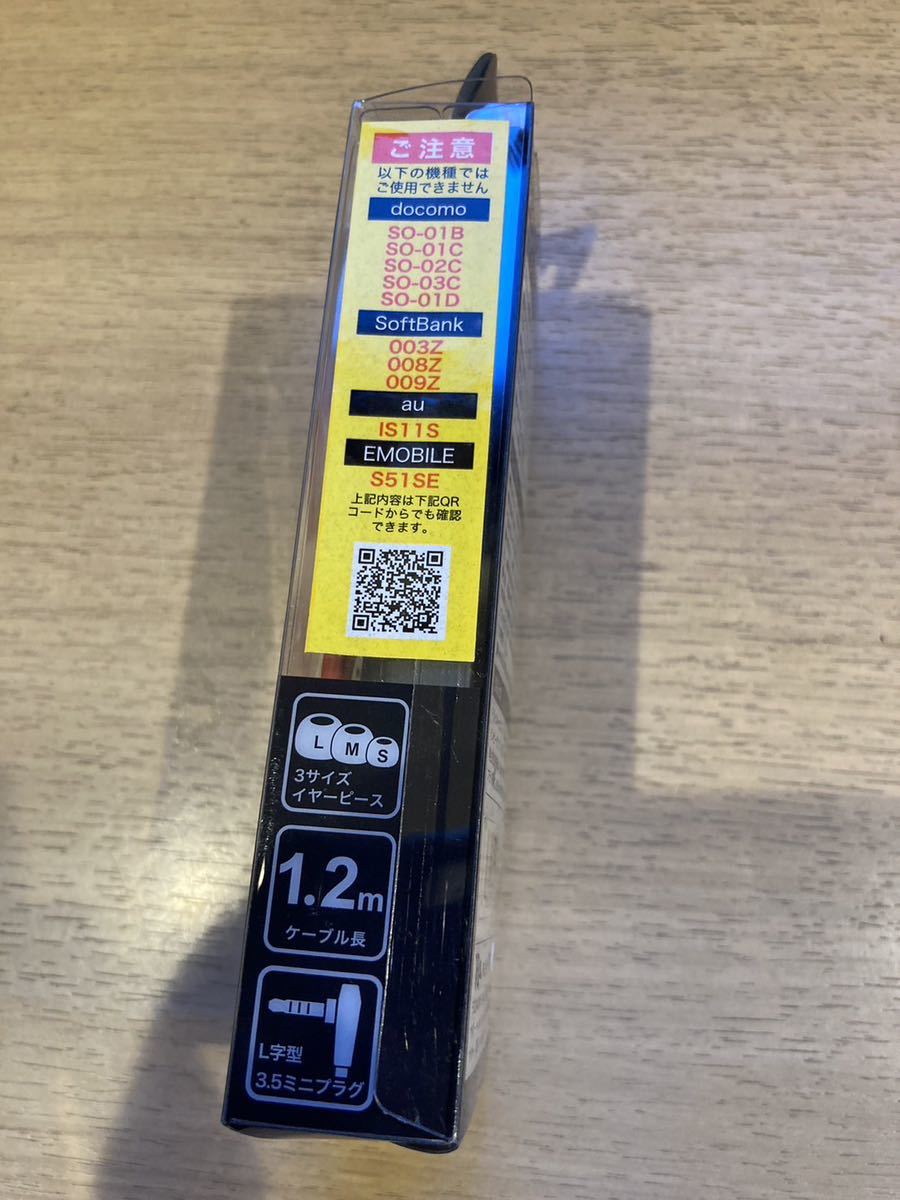 ご注意
以下の機種では
ご使用できません
docomo
SO-01B
SO-01C
SO-02C
SO-03C
SO-01D
SoftBank
003Z
008Z
009Z
au
IS11S
EMOBILE
S51SE
上記内容は下記QR
コードからでも確認
できます。
L M S
3サイズ
イヤーピース
1.2m
ケーブル長
L字型
3.5ミニプラグ